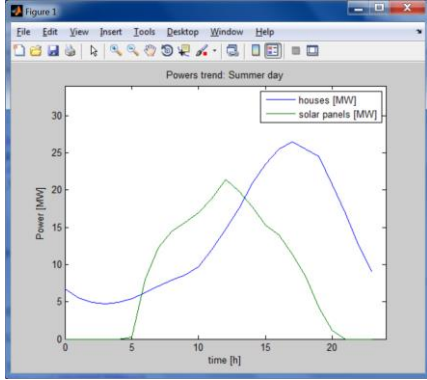 Figure 1
File Edit View Insert Tools Desktop Window Help
Powers trend: Summer day
houses [MW]
solar panels [MW]
30
25
20
15
10
5
0
Power [MW]
0 5 10 15 20
time [h]